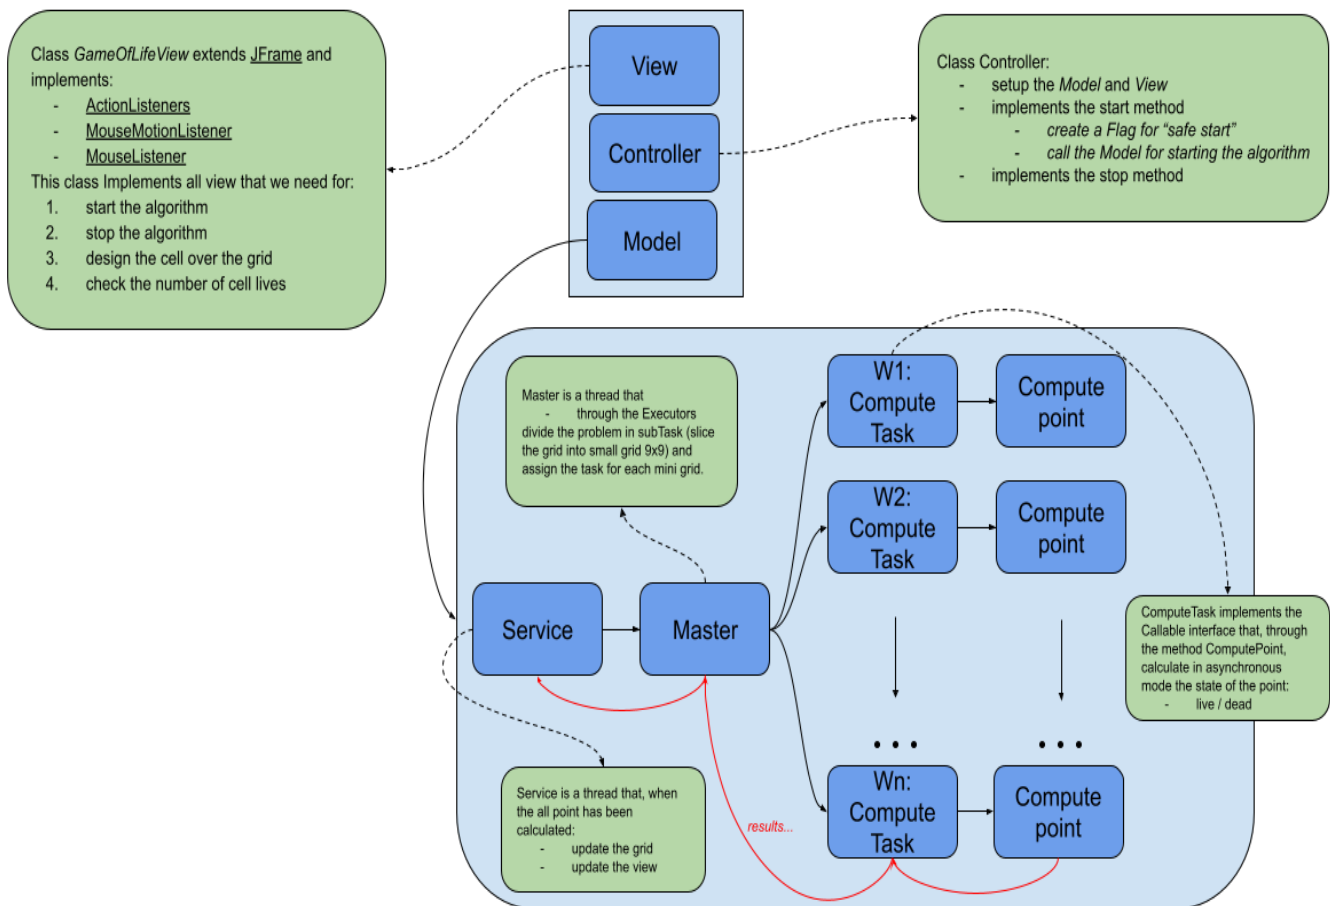 Class GameOfLifeView extends JFrame and
implements:
- ActionListeners
- MouseMotionListener
- MouseListener
This class Implements all view that we need for:
1. start the algorithm
2. stop the algorithm
3. design the cell over the grid
4. check the number of cell lives
View
Controller
Model
Class Controller:
- setup the Model and View
- implements the start method
- create a Flag for “safe start”
- call the Model for starting the algorithm
- implements the stop method
Master is a thread that
- through the Executors
divide the problem in subTask (slice
the grid into small grid 9x9) and
assign the task for each mini grid.
W1:
Compute
Task
Compute
point
W2:
Compute
Task
Compute
point
Service
Master
ComputeTask implements the
Callable interface that, through
the method ComputePoint,
calculate in asynchronous
mode the state of the point:
- live / dead
• • •
• • •
Service is a thread that, when
the all point has been
calculated:
- update the grid
- update the view
results...
Wn:
Compute
Task
Compute
point